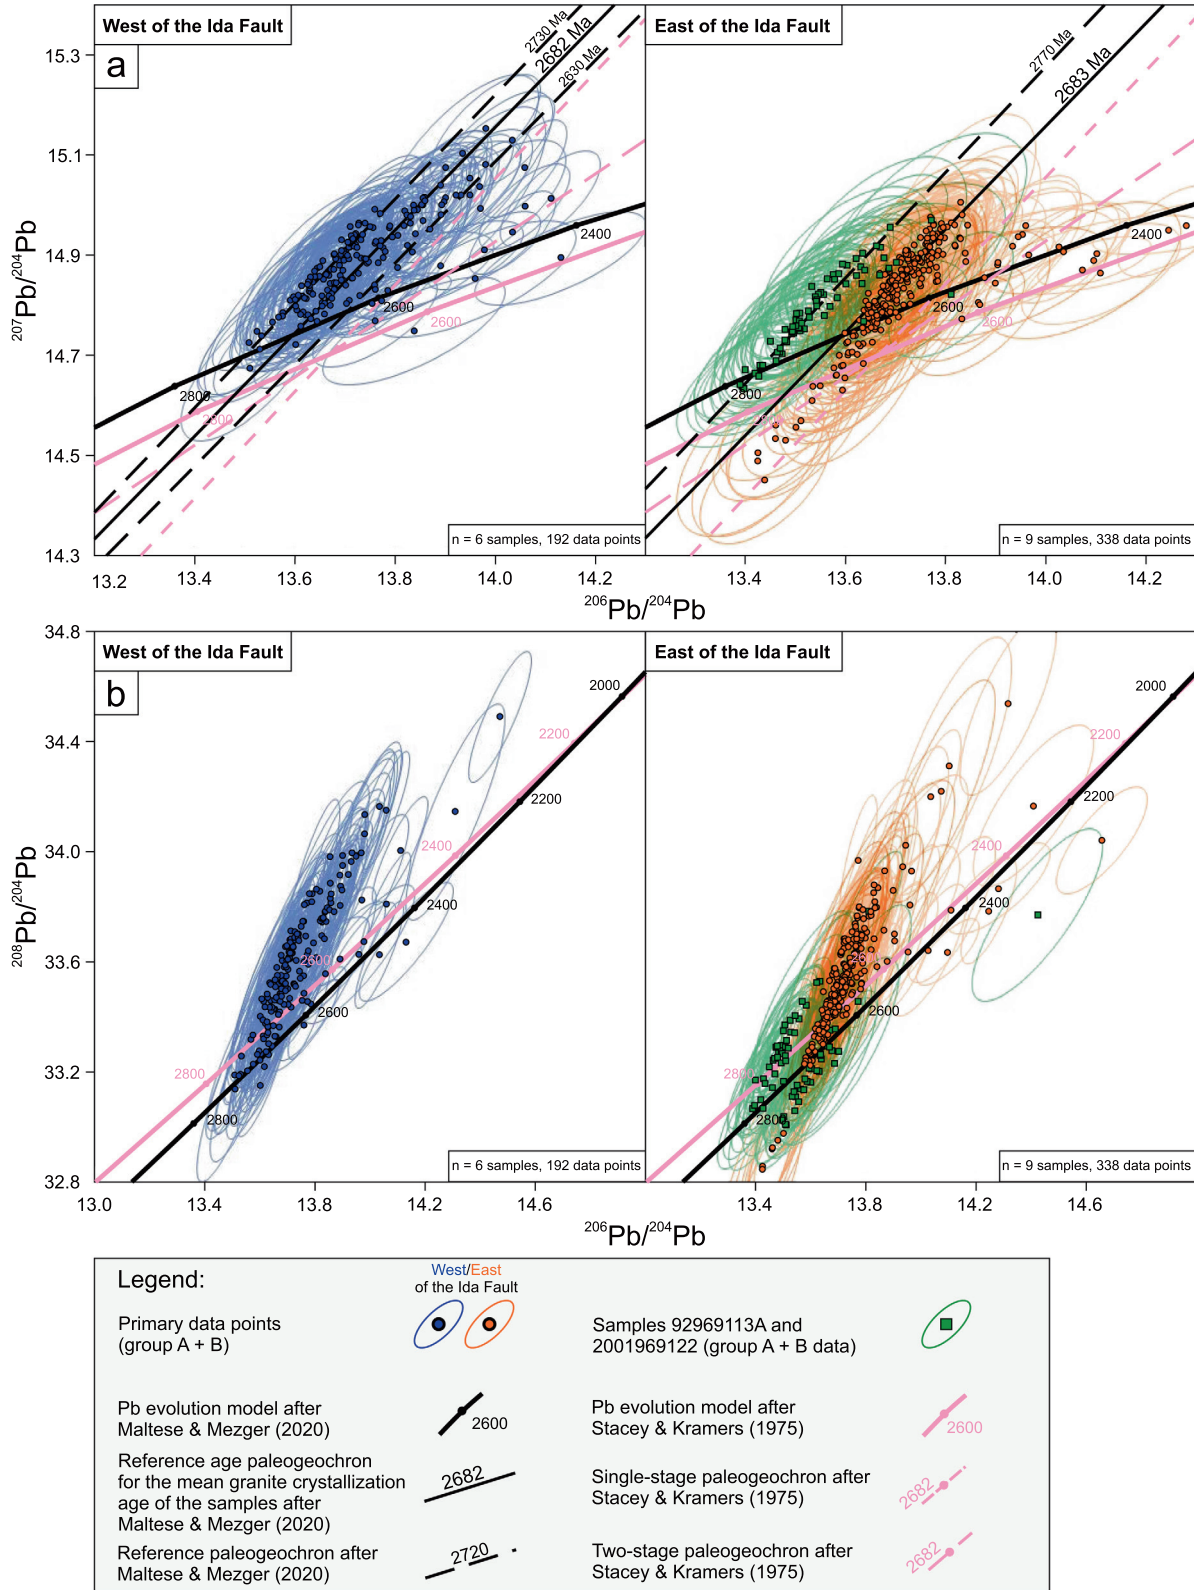 West of the Ida Fault
East of the Ida Fault
a
2730 Ma
2682 Ma
2630 Ma
2770 Ma
2683 Ma
15.3
15.1
14.9
14.7
14.5
14.3
207Pb/204Pb
2400
2600
2600
2800
2800
2400
2600
2600
2800
n = 6 samples, 192 data points
n = 9 samples, 338 data points
13.2
13.4
13.6
13.8
14.0
14.2
13.4
13.6
13.8
14.0
14.2
206Pb/204Pb
West of the Ida Fault
East of the Ida Fault
b
34.8
34.4
34.0
33.6
33.2
32.8
208Pb/204Pb
2000
2200
2200
2400
2400
2600
2600
2800
2800
2000
2200
2200
2400
2400
2600
2800
2800
n = 6 samples, 192 data points
n = 9 samples, 338 data points
13.0
13.4
13.8
14.2
14.6
13.4
13.8
14.2
14.6
206Pb/204Pb
Legend:
West/East
of the Ida Fault
Primary data points
(group A + B)
Samples 92969113A and
2001969122 (group A + B data)
Pb evolution model after
Maltese & Mezger (2020)
2600
Pb evolution model after
Stacey & Kramers (1975)
2600
Reference age paleogeochron
for the mean granite crystallization
age of the samples after
Maltese & Mezger (2020)
2682
Single-stage paleogeochron after
Stacey & Kramers (1975)
2682
Reference paleogeochron after
Maltese & Mezger (2020)
2720
Two-stage paleogeochron after
Stacey & Kramers (1975)
2682